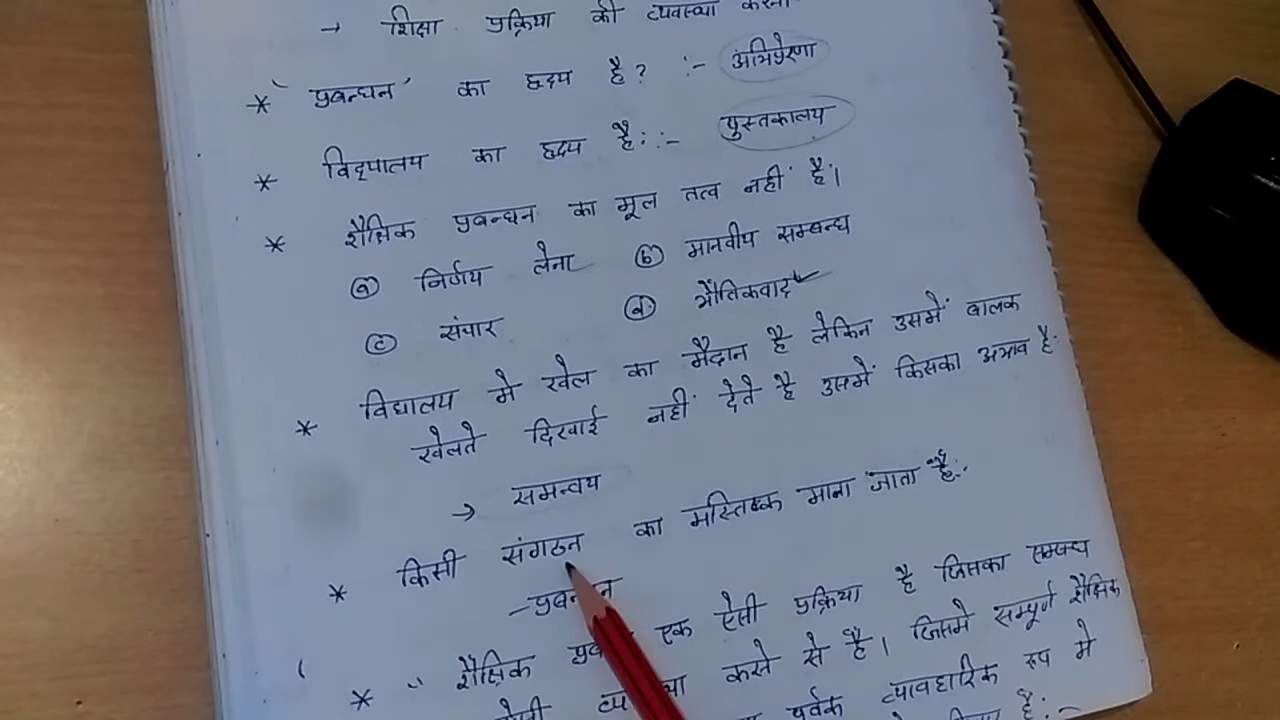 → शिक्षा प्रक्रिया की व्यवस्था करना
* 'प्रबन्धन' का हृदय है? :- अभिप्रेरणा
* विद्यालय का हृदय है: :- पुस्तकालय
* शैक्षिक प्रबन्धन का मूल तत्व नहीं है।
(a) निर्णय लेना (b) मानवीय सम्बन्ध
(c) संचार (d) भौतिकवाद
* विद्यालय मे खेल का मैदान है लेकिन उसमें बालक
खेलते दिखाई नहीं देते है उसमें किसका अभाव है:
→ समन्वय
* किसी संगठन का मस्तिष्क माना जाता है:
- प्रबन्धन
* " शैक्षिक एक ऐसी प्रक्रिया है जिसका सम्बन्ध
करने से है। जिसमे सम्पूर्ण शैक्षिक
पूर्वक व्यावहारिक रूप मे
है:-